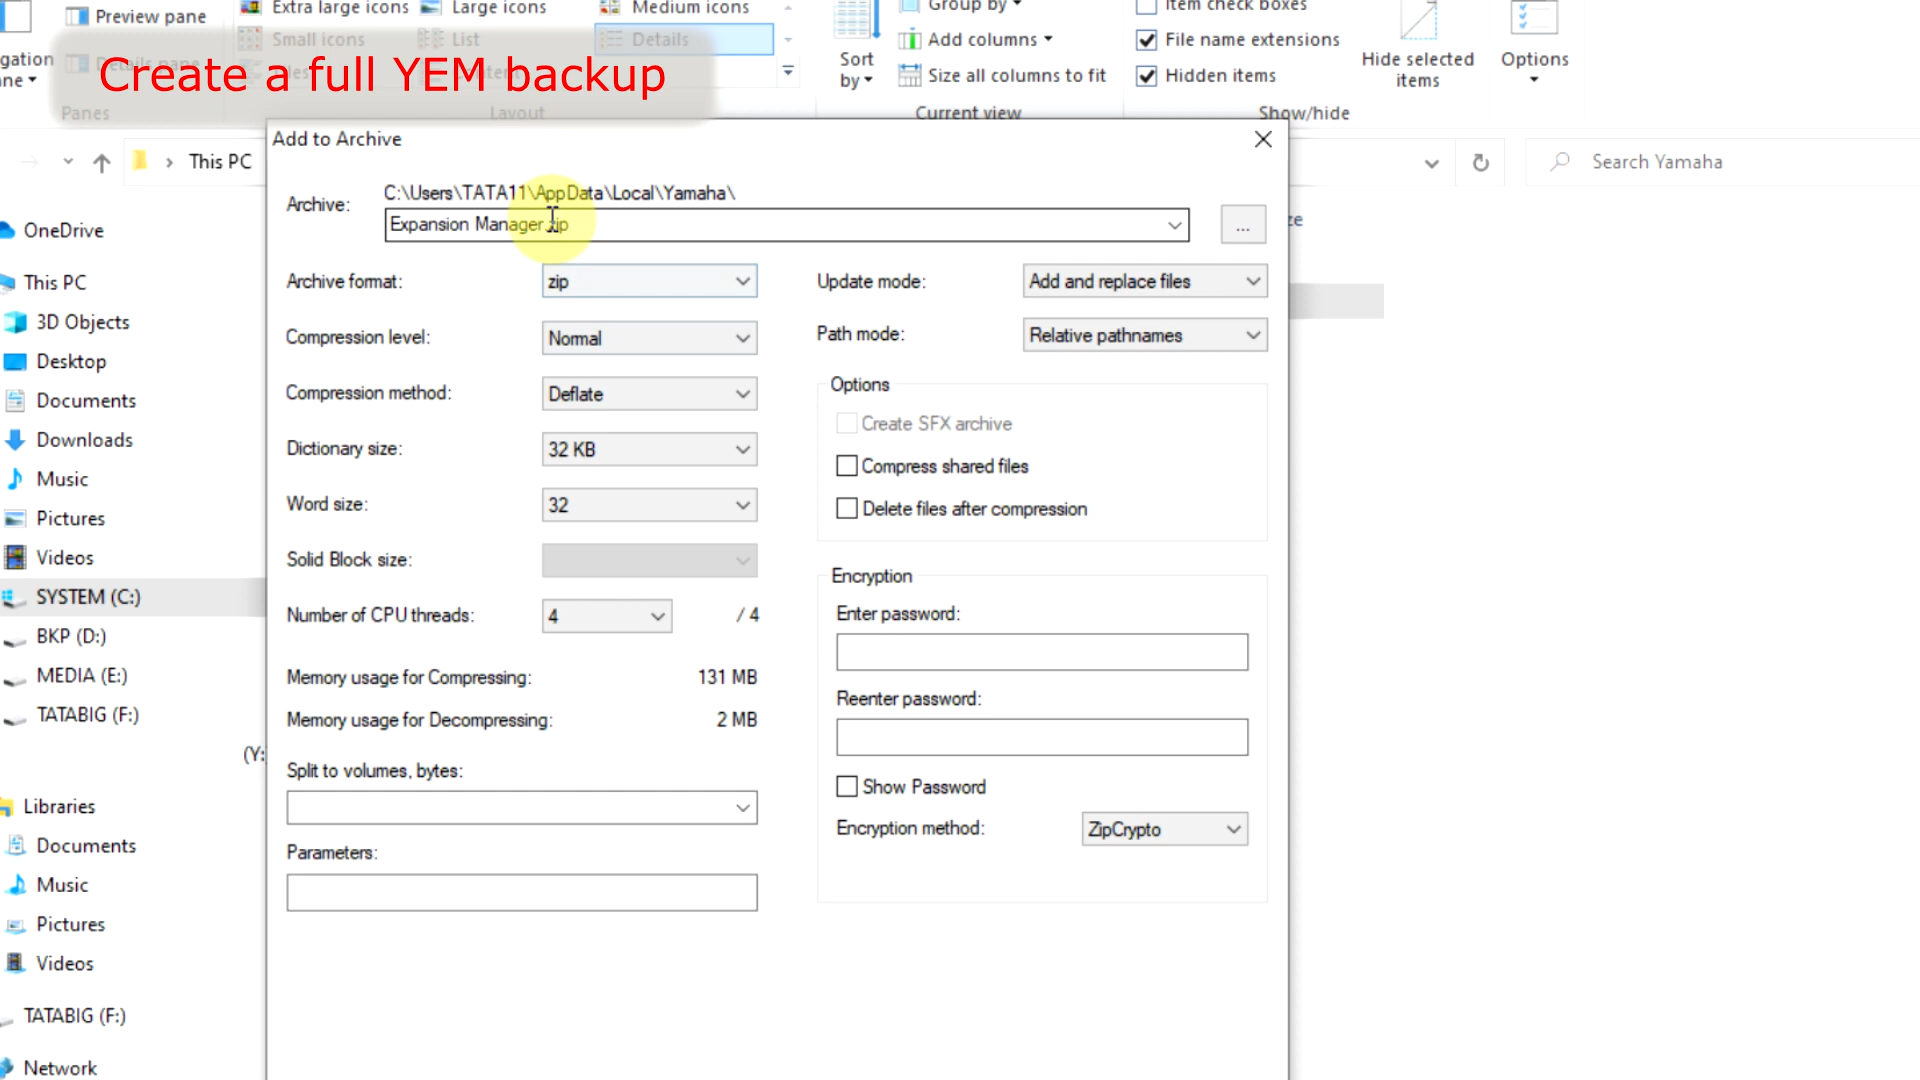 Preview pane
Extra large icons
Large icons
Medium icons
Group by
Item check boxes
gation
Small icons
List
Details
Sort
by
Add columns
File name extensions
Hide selected
items
Options
Create a full YEM backup
Size all columns to fit
Hidden items
Panes
Layout
Current view
Show/hide
Add to Archive
This PC
Search Yamaha
Archive:
C:\Users\TATA11\AppData\Local\Yamaha\
Expansion Manager.zip
...
ze
OneDrive
This PC
3D Objects
Desktop
Documents
Downloads
Music
Pictures
Videos
SYSTEM (C:)
BKP (D:)
MEDIA (E:)
TATABIG (F:)
(Y:
Libraries
Documents
Music
Pictures
Videos
TATABIG (F:)
Network
Archive format:
zip
Compression level:
Normal
Compression method:
Deflate
Dictionary size:
32 KB
Word size:
32
Solid Block size:
Number of CPU threads:
4
/ 4
Memory usage for Compressing:
131 MB
Memory usage for Decompressing:
2 MB
Split to volumes, bytes:
Parameters:
Update mode:
Add and replace files
Path mode:
Relative pathnames
Options
Create SFX archive
Compress shared files
Delete files after compression
Encryption
Enter password:
Reenter password:
Show Password
Encryption method:
ZipCrypto